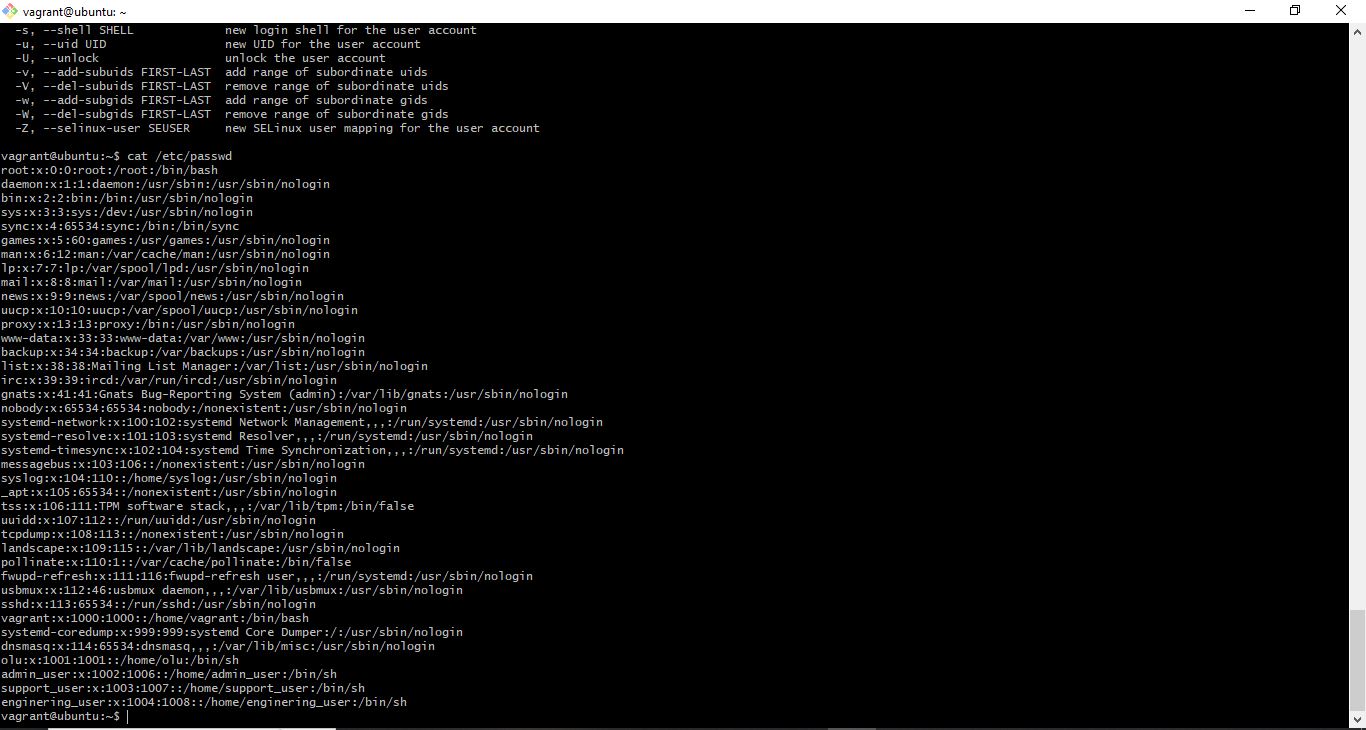 vagrant@ubuntu: ~
-s, --shell SHELL             new login shell for the user account
-u, --uid UID                 new UID for the user account
-U, --unlock                  unlock the user account
-v, --add-subuids FIRST-LAST  add range of subordinate uids
-V, --del-subuids FIRST-LAST  remove range of subordinate uids
-w, --add-subgids FIRST-LAST  add range of subordinate gids
-W, --del-subgids FIRST-LAST  remove range of subordinate gids
-Z, --selinux-user SEUSER     new SELinux user mapping for the user account
vagrant@ubuntu:~$ cat /etc/passwd
root:x:0:0:root:/root:/bin/bash
daemon:x:1:1:daemon:/usr/sbin:/usr/sbin/nologin
bin:x:2:2:bin:/bin:/usr/sbin/nologin
sys:x:3:3:sys:/dev:/usr/sbin/nologin
sync:x:4:65534:sync:/bin:/bin/sync
games:x:5:60:games:/usr/games:/usr/sbin/nologin
man:x:6:12:man:/var/cache/man:/usr/sbin/nologin
lp:x:7:7:lp:/var/spool/lpd:/usr/sbin/nologin
mail:x:8:8:mail:/var/mail:/usr/sbin/nologin
news:x:9:9:news:/var/spool/news:/usr/sbin/nologin
uucp:x:10:10:uucp:/var/spool/uucp:/usr/sbin/nologin
proxy:x:13:13:proxy:/bin:/usr/sbin/nologin
www-data:x:33:33:www-data:/var/www:/usr/sbin/nologin
backup:x:34:34:backup:/var/backups:/usr/sbin/nologin
list:x:38:38:Mailing List Manager:/var/list:/usr/sbin/nologin
irc:x:39:39:ircd:/var/run/ircd:/usr/sbin/nologin
gnats:x:41:41:Gnats Bug-Reporting System (admin):/var/lib/gnats:/usr/sbin/nologin
nobody:x:65534:65534:nobody:/nonexistent:/usr/sbin/nologin
systemd-network:x:100:102:systemd Network Management,,,:/run/systemd:/usr/sbin/nologin
systemd-resolve:x:101:103:systemd Resolver,,,:/run/systemd:/usr/sbin/nologin
systemd-timesync:x:102:104:systemd Time Synchronization,,,:/run/systemd:/usr/sbin/nologin
messagebus:x:103:106::/nonexistent:/usr/sbin/nologin
syslog:x:104:110::/home/syslog:/usr/sbin/nologin
_apt:x:105:65534::/nonexistent:/usr/sbin/nologin
tss:x:106:111:TPM software stack,,,:/var/lib/tpm:/bin/false
uuidd:x:107:112::/run/uuidd:/usr/sbin/nologin
tcpdump:x:108:113::/nonexistent:/usr/sbin/nologin
landscape:x:109:115::/var/lib/landscape:/usr/sbin/nologin
pollinate:x:110:1::/var/cache/pollinate:/bin/false
fwupd-refresh:x:111:116:fwupd-refresh user,,,:/run/systemd:/usr/sbin/nologin
usbmux:x:112:46:usbmux daemon,,,:/var/lib/usbmux:/usr/sbin/nologin
sshd:x:113:65534::/run/sshd:/usr/sbin/nologin
vagrant:x:1000:1000::/home/vagrant:/bin/bash
systemd-coredump:x:999:999:systemd Core Dumper:/:/usr/sbin/nologin
dnsmasq:x:114:65534:dnsmasq,,,:/var/lib/misc:/usr/sbin/nologin
olu:x:1001:1001::/home/olu:/bin/sh
admin_user:x:1002:1006::/home/admin_user:/bin/sh
support_user:x:1003:1007::/home/support_user:/bin/sh
enginering_user:x:1004:1008::/home/enginering_user:/bin/sh
vagrant@ubuntu:~$